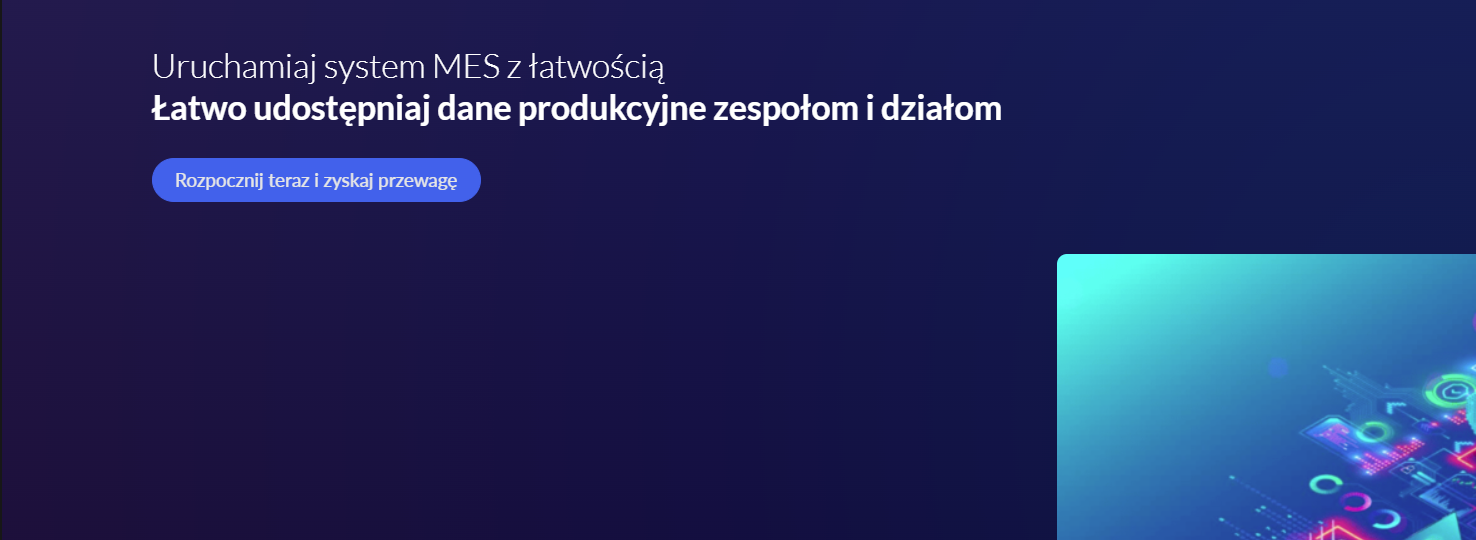 Uruchamiaj system MES z łatwością
Łatwo udostępniaj dane produkcyjne zespołom i działom
Rozpocznij teraz i zyskaj przewagę